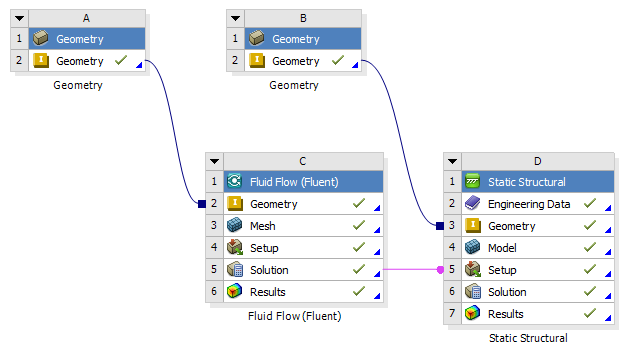 A
1 Geometry
2 Geometry
Geometry
B
1 Geometry
2 Geometry
Geometry
C
1 Fluid Flow (Fluent)
2 Geometry
3 Mesh
4 Setup
5 Solution
6 Results
Fluid Flow (Fluent)
D
1 Static Structural
2 Engineering Data
3 Geometry
4 Model
5 Setup
6 Solution
7 Results
Static Structural